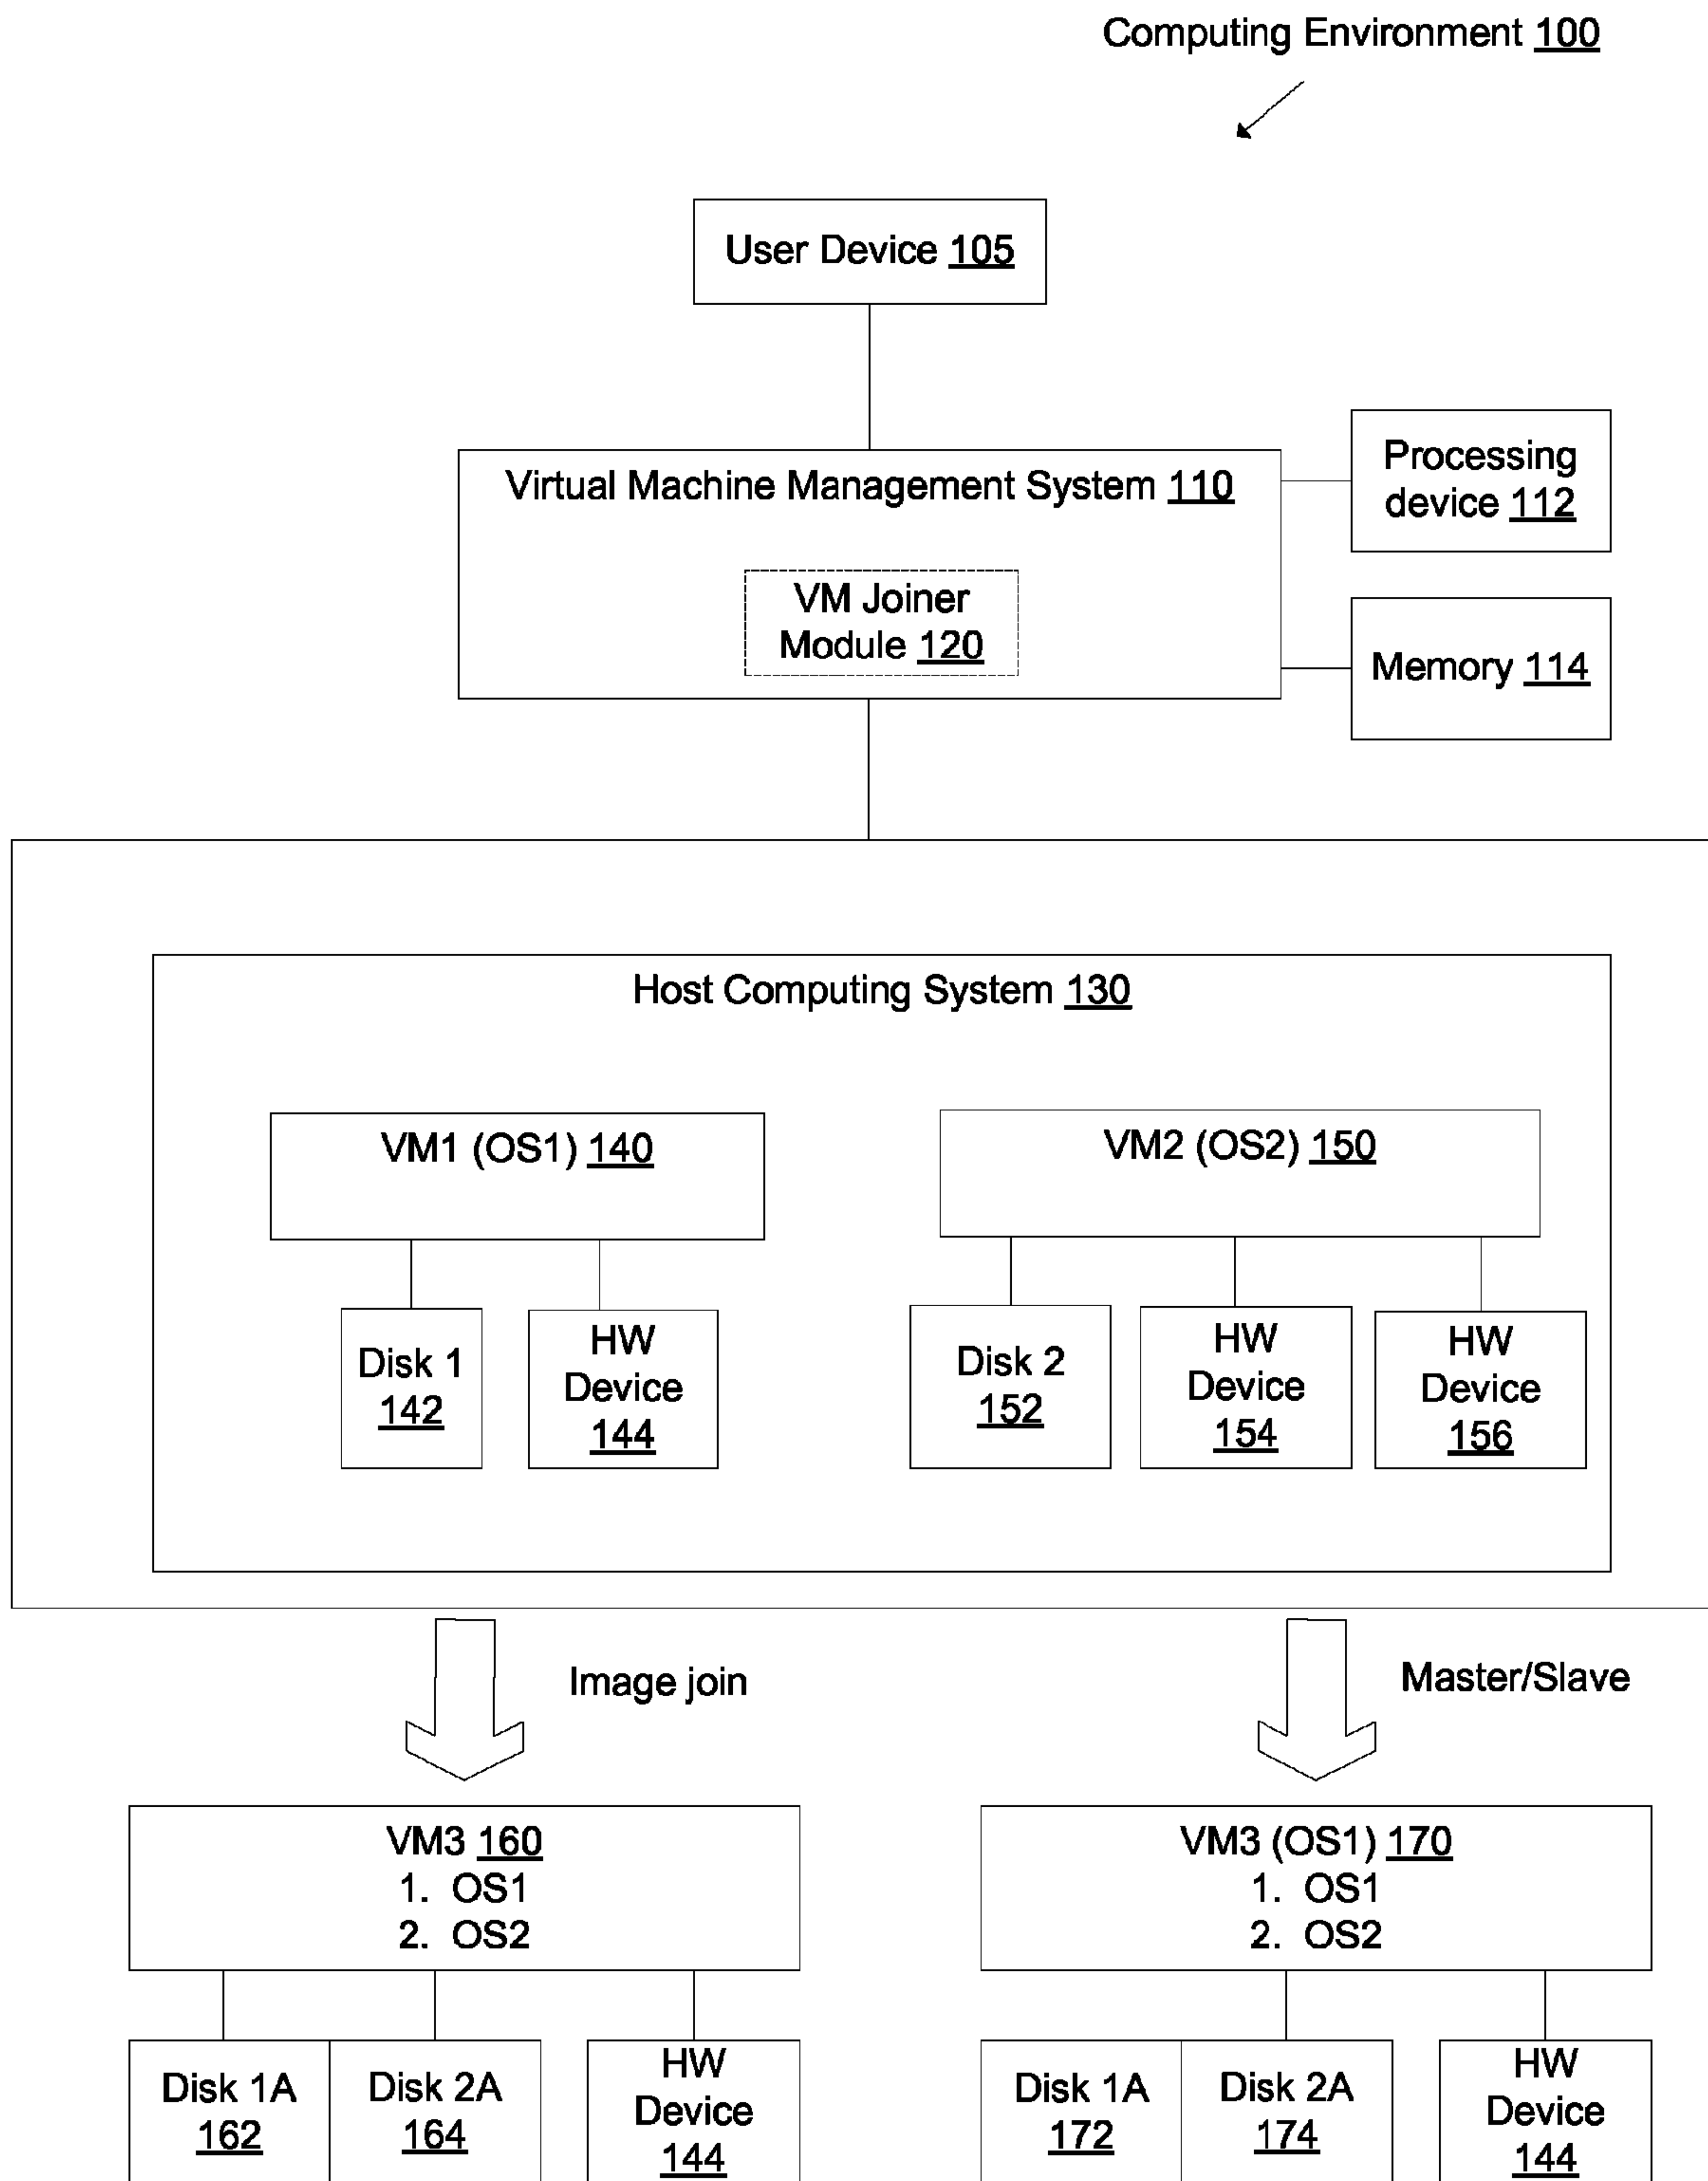 Computing Environment 100
User Device 105
Virtual Machine Management System 110
Processing
device 112
VM Joiner
Module 120
Memory 114
Host Computing System 130
VM1 (OS1) 140
VM2 (OS2) 150
Disk 1
142
HW
Device
144
Disk 2
152
HW
Device
154
HW
Device
156
Image join
Master/Slave
VM3 160
1. OS1
2. OS2
VM3 (OS1) 170
1. OS1
2. OS2
Disk 1A
162
Disk 2A
164
HW
Device
144
Disk 1A
172
Disk 2A
174
HW
Device
144